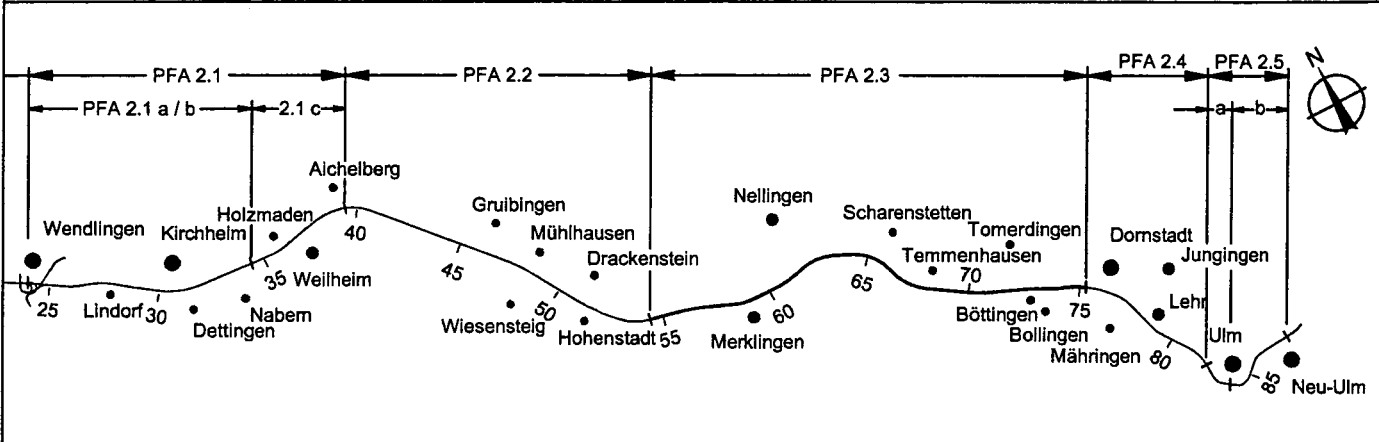 PFA 2.1
PFA 2.2
PFA 2.3
PFA 2.4
PFA 2.5
N
PFA 2.1 a / b
2.1 c
a
b
Aichelberg
Wendlingen
Holzmaden
Kirchheim
40
Gruibingen
Nellingen
Scharenstetten
Tomerdingen
Dornstadt
Mühlhausen
45
Drackenstein
Temmenhausen
Jungingen
35
Weilheim
65
70
25
Lindorf
30
Nabern
Dettingen
Wiesensteig
50
Hohenstadt
55
Merklingen
60
Böttingen
75
Bollingen
Lehr
Mähringen
80
Ulm
85
Neu-Ulm